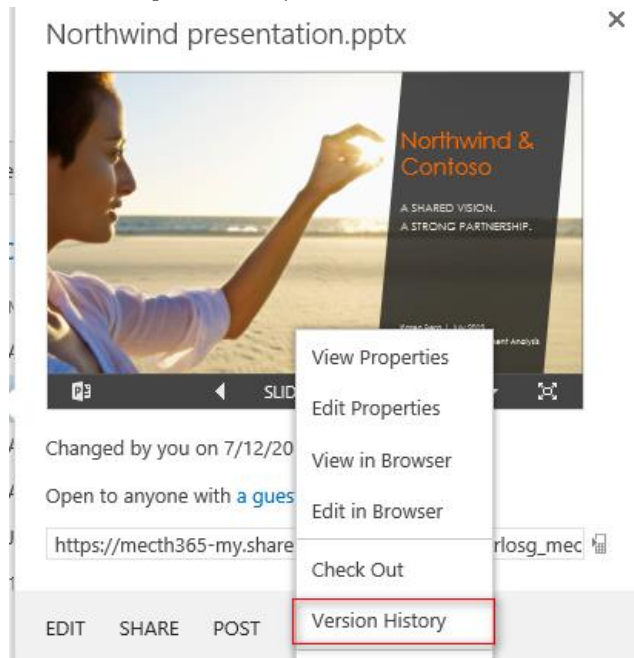 Northwind presentation.pptx
Northwind &
Contoso
A SHARED VISION.
A STRONG PARTNERSHIP.
View Properties
SLID
Edit Properties
Changed by you on 7/12/20
View in Browser
Open to anyone with a gues
Edit in Browser
https://mecth365-my.share
rlosg_mec
Check Out
EDIT SHARE POST
Version History